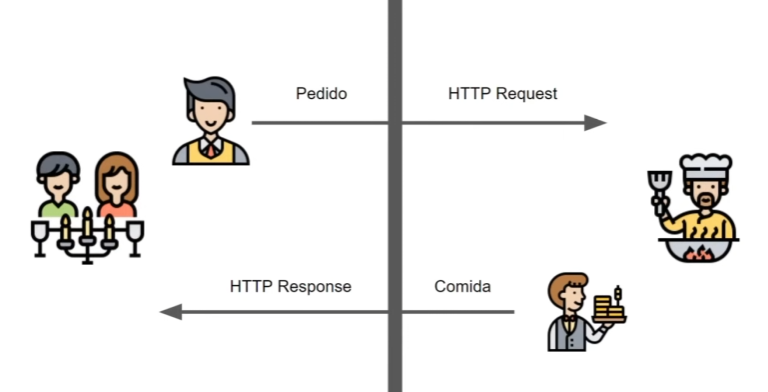 Pedido
HTTP Request
HTTP Response
Comida